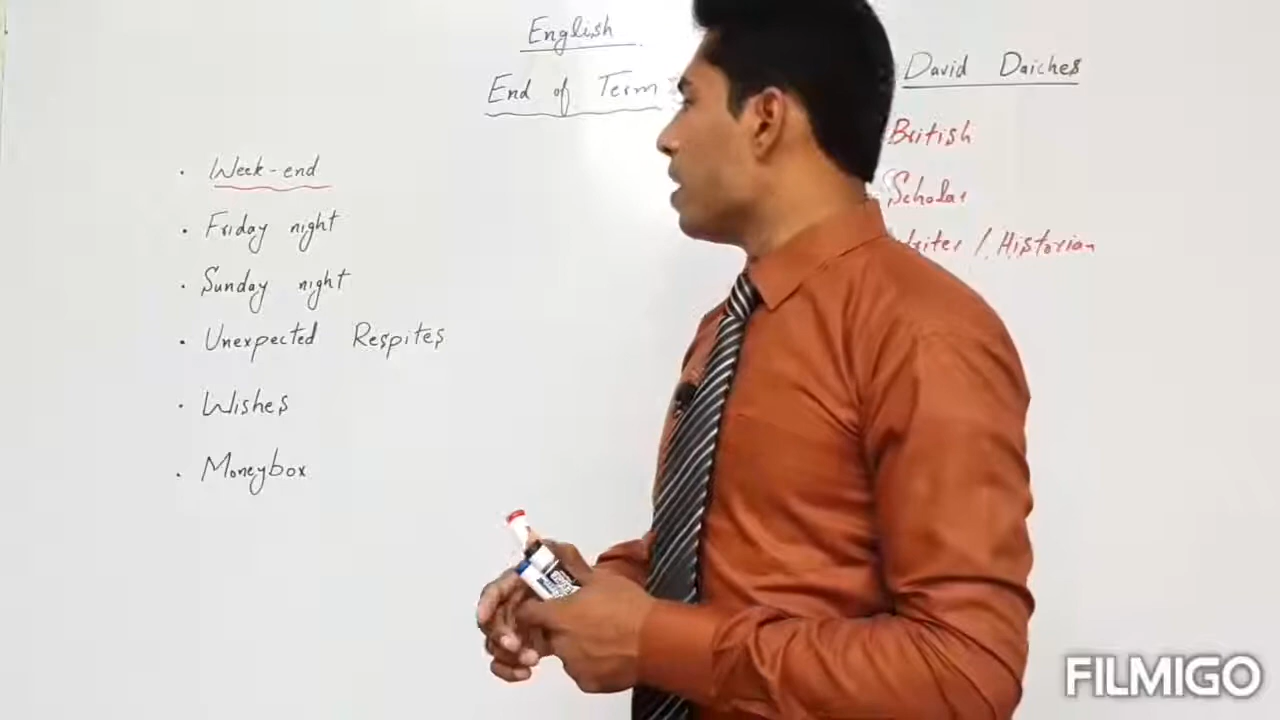 English
End of Term
David Daiches
British
Scholar
/ Historian
. Week-end
. Friday night
. Sunday night
. Unexpected Respites
. Wishes
. Moneybox
FILMIGO